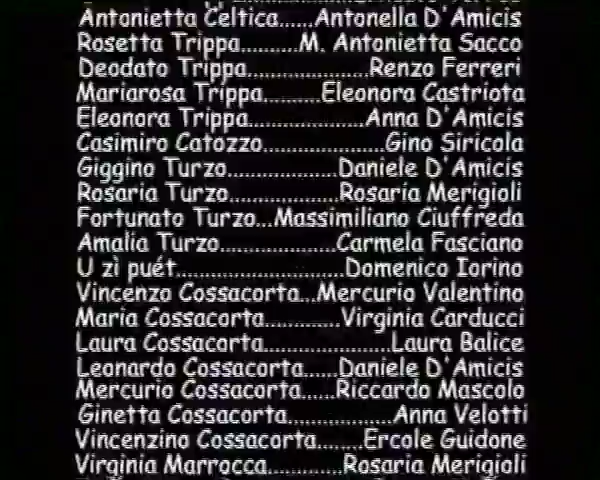 Antonietta Celtica......Antonella D'Amicis
Rosetta Trippa..........M. Antonietta Sacco
Deodato Trippa.....................Renzo Ferreri
Mariarosa Trippa..........Eleonora Castriota
Eleonora Trippa....................Anna D'Amicis
Casimiro Catozzo.....................Gino Siricola
Giggino Turzo...................Daniele D'Amicis
Rosaria Turzo...................Rosaria Merigioli
Fortunato Turzo...Massimiliano Ciuffreda
Amalia Turzo....................Carmela Fasciano
U zì puét.............................Domenico Iorino
Vincenzo Cossacorta...Mercurio Valentino
Maria Cossacorta.............Virginia Carducci
Laura Cossacorta......................Laura Balice
Leonardo Cossacorta......Daniele D'Amicis
Mercurio Cossacorta......Riccardo Mascolo
Ginetta Cossacorta..................Anna Velotti
Vincenzino Cossacorta........Ercole Guidone
Virginia Marrocca.............Rosaria Merigioli